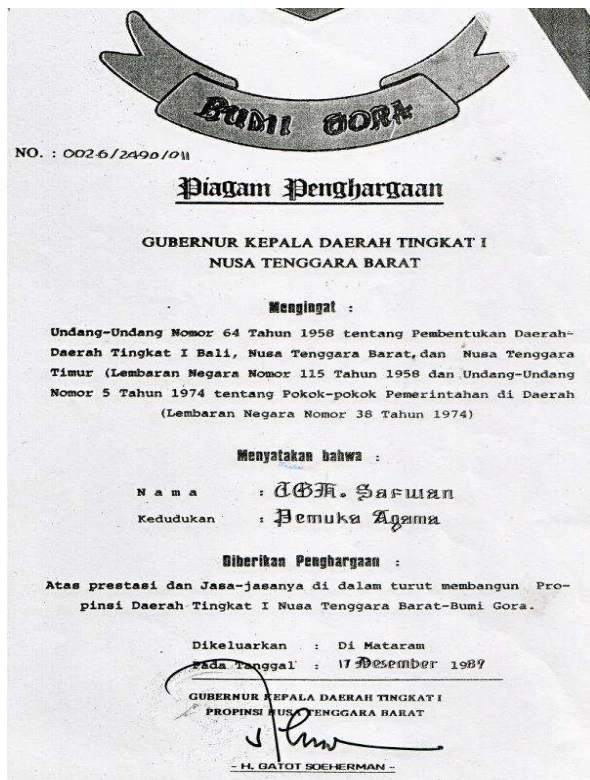 BUMI GORA
NO. : 0026/2490/011
Piagam Penghargaan
GUBERNUR KEPALA DAERAH TINGKAT I
NUSA TENGGARA BARAT
Mengingat :
Undang-Undang Nomor 64 Tahun 1958 tentang Pembentukan Daerah-
Daerah Tingkat I Bali, Nusa Tenggara Barat, dan Nusa Tenggara
Timur (Lembaran Negara Nomor 115 Tahun 1958 dan Undang-Undang
Nomor 5 Tahun 1974 tentang Pokok-pokok Pemerintahan di Daerah
(Lembaran Negara Nomor 38 Tahun 1974)
Menyatakan bahwa :
Nama : TGH. Safwan
Kedudukan : Pemuka Agama
Diberikan Penghargaan :
Atas prestasi dan Jasa-jasanya di dalam turut membangun Pro-
pinsi Daerah Tingkat I Nusa Tenggara Barat-Bumi Gora.
Dikeluarkan : Di Mataram
Pada Tanggal : 17 Desember 1989
GUBERNUR KEPALA DAERAH TINGKAT I
PROPINSI NUSA TENGGARA BARAT
- H. GATOT SOEHERMAN -